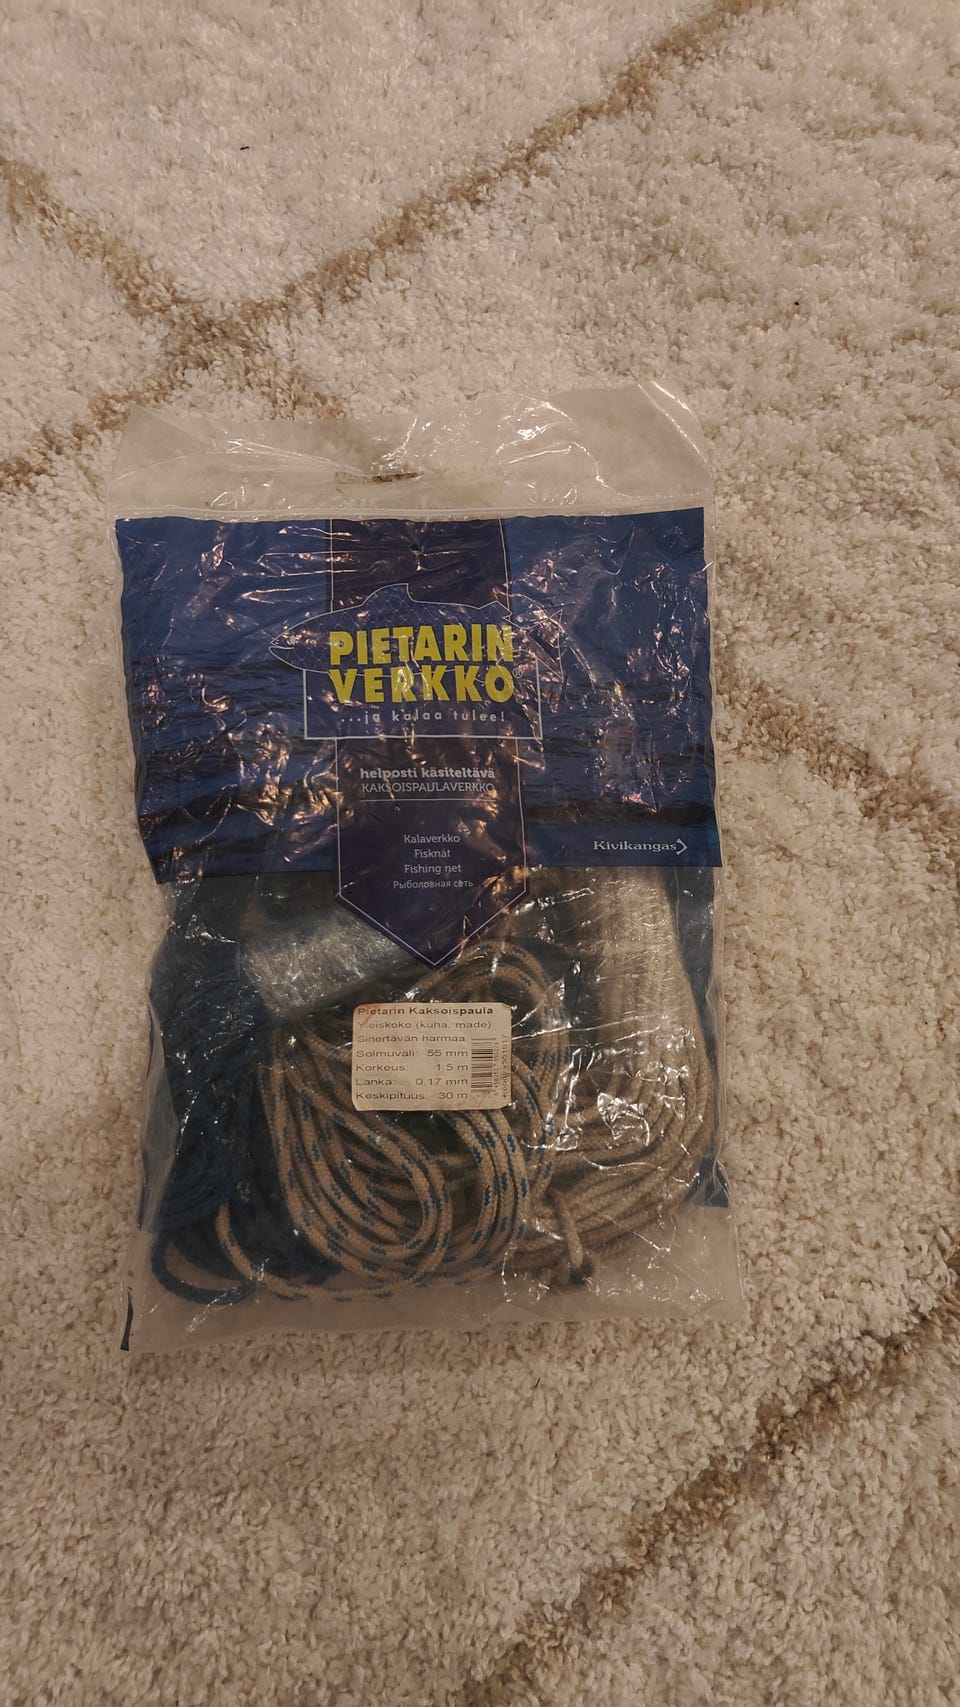 PIETARIN
VERKKO®
...ja kalaa tulee!
helposti käsiteltävä
KAKSOISPAULAVERKKO
Kalaverkko
Fisknät
Fishing net
Рыболовная сеть
Kivikangas
Pietarin Kaksoispaula
Yleiskoko (kuha, made)
Sinertävän harmaa
Solmuväli: 55 mm
Korkeus: 1.5 m
Lanka: 0.17 mm
Keskipituus: 30 m